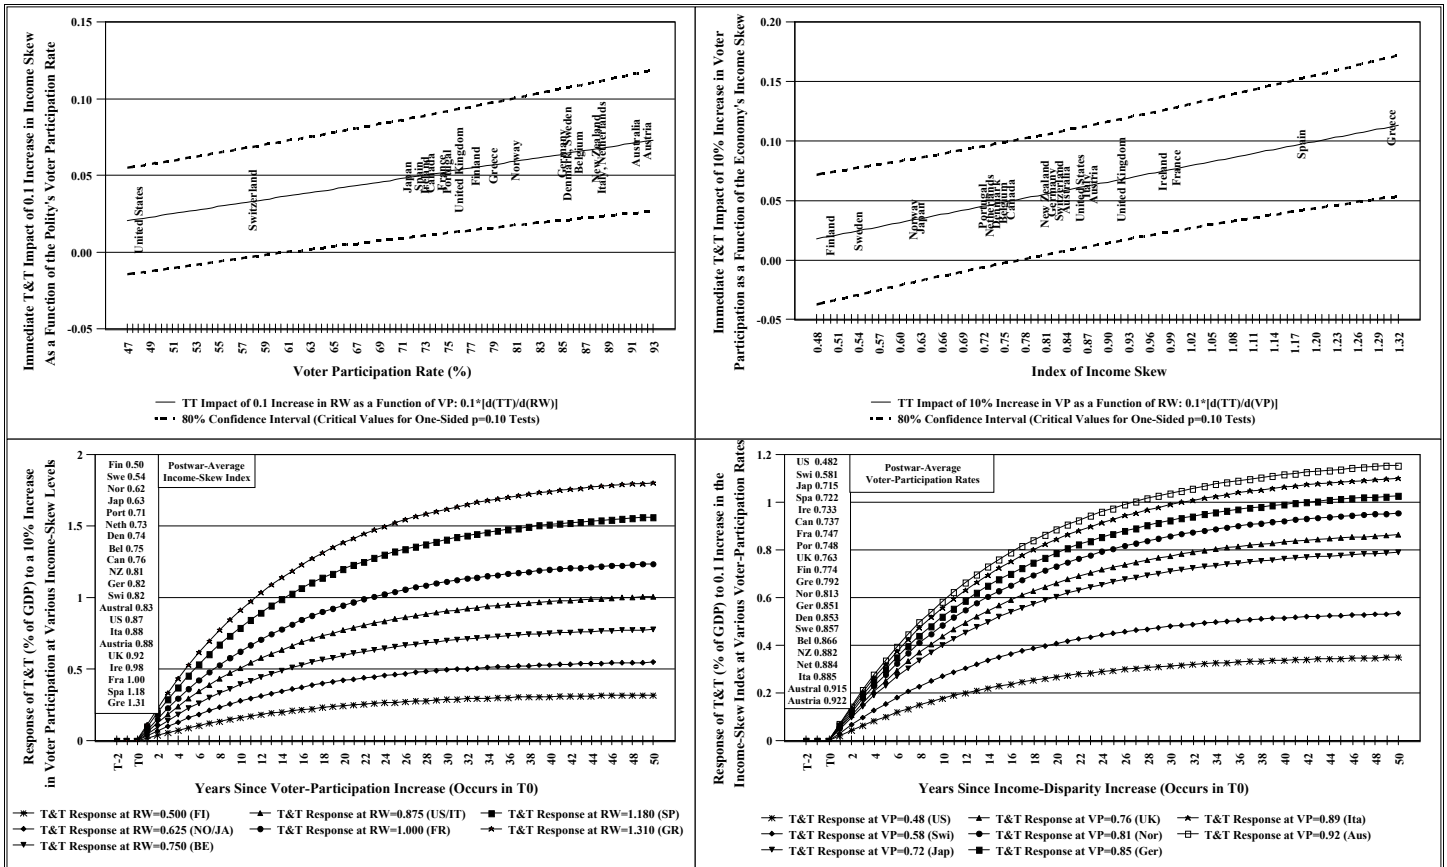 Immediate T&T Impact of 0.1 Increase in Income Skew
As a Function of the Polity's Voter Participation Rate
0.15
0.10
0.05
0.00
-0.05
United States
Switzerland
Japan
Spain
Canada
France
Portugal
United Kingdom
Finland
Greece
Norway
Germany
Denmark, Sweden
Belgium
New Zealand
Italy, Netherlands
Australia
Austria
47 49 51 53 55 57 59 61 63 65 67 69 71 73 75 77 79 81 83 85 87 89 91 93
Voter Participation Rate (%)
TT Impact of 0.1 Increase in RW as a Function of VP: 0.1*[d(TT)/d(RW)]
80% Confidence Interval (Critical Values for One-Sided p=0.10 Tests)
Immediate T&T Impact of 10% Increase in Voter
Participation as a Function of the Economy's Income Skew
0.20
0.15
0.10
0.05
0.00
-0.05
Finland
Sweden
Norway
Japan
Portugal
Netherlands
Denmark
Belgium
Canada
New Zealand
Germany
Switzerland
Australia
United States
Italy
Austria
United Kingdom
Ireland
France
Spain
Greece
0.48 0.51 0.54 0.57 0.60 0.63 0.66 0.69 0.72 0.75 0.78 0.81 0.84 0.87 0.90 0.93 0.96 0.99 1.02 1.05 1.08 1.11 1.14 1.17 1.20 1.23 1.26 1.29 1.32
Index of Income Skew
TT Impact of 10% Increase in VP as a Function of RW: 0.1*[d(TT)/d(VP)]
80% Confidence Interval (Critical Values for One-Sided p=0.10 Tests)
Response of T&T (% of GDP) to a 10% Increase
in Voter Participation at Various Income-Skew Levels
2
1.5
1
0.5
0
Fin 0.50
Swe 0.54
Nor 0.62
Jap 0.63
Port 0.71
Neth 0.73
Den 0.74
Bel 0.75
Can 0.76
NZ 0.81
Ger 0.82
Swi 0.82
Austral 0.83
US 0.87
Ita 0.88
Austria 0.88
UK 0.92
Ire 0.98
Fra 1.00
Spa 1.18
Gre 1.31
Postwar-Average
Income-Skew Index
T-2 T0 2 4 6 8 10 12 14 16 18 20 22 24 26 28 30 32 34 36 38 40 42 44 46 48 50
Years Since Voter-Participation Increase (Occurs in T0)
T&T Response at RW=0.500 (FI)
T&T Response at RW=0.625 (NO/JA)
T&T Response at RW=0.750 (BE)
T&T Response at RW=0.875 (US/IT)
T&T Response at RW=1.000 (FR)
T&T Response at RW=1.180 (SP)
T&T Response at RW=1.310 (GR)
Response of T&T (% of GDP) to 0.1 Increase in the
Income-Skew Index at Various Voter-Participation Rates
1.2
1
0.8
0.6
0.4
0.2
0
US 0.482
Swi 0.581
Jap 0.715
Spa 0.722
Ire 0.733
Can 0.737
Fra 0.747
Por 0.748
UK 0.763
Fin 0.774
Gre 0.792
Nor 0.813
Ger 0.851
Den 0.853
Swe 0.857
Bel 0.866
NZ 0.882
Net 0.884
Ita 0.885
Austral 0.915
Austria 0.922
Postwar-Average
Voter-Participation Rates
T-2 T0 2 4 6 8 10 12 14 16 18 20 22 24 26 28 30 32 34 36 38 40 42 44 46 48 50
Years Since Income-Disparity Increase (Occurs in T0)
T&T Response at VP=0.48 (US)
T&T Response at VP=0.58 (Swi)
T&T Response at VP=0.72 (Jap)
T&T Response at VP=0.76 (UK)
T&T Response at VP=0.81 (Nor)
T&T Response at VP=0.85 (Ger)
T&T Response at VP=0.89 (Ita)
T&T Response at VP=0.92 (Aus)